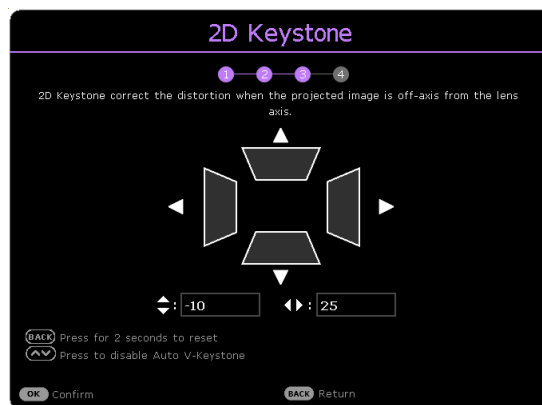 2D Keystone
1 2 3 4
2D Keystone correct the distortion when the projected image is off-axis from the lens
axis.
: -10 : 25
BACK Press for 2 seconds to reset
Press to disable Auto V-Keystone
OK Confirm BACK Return